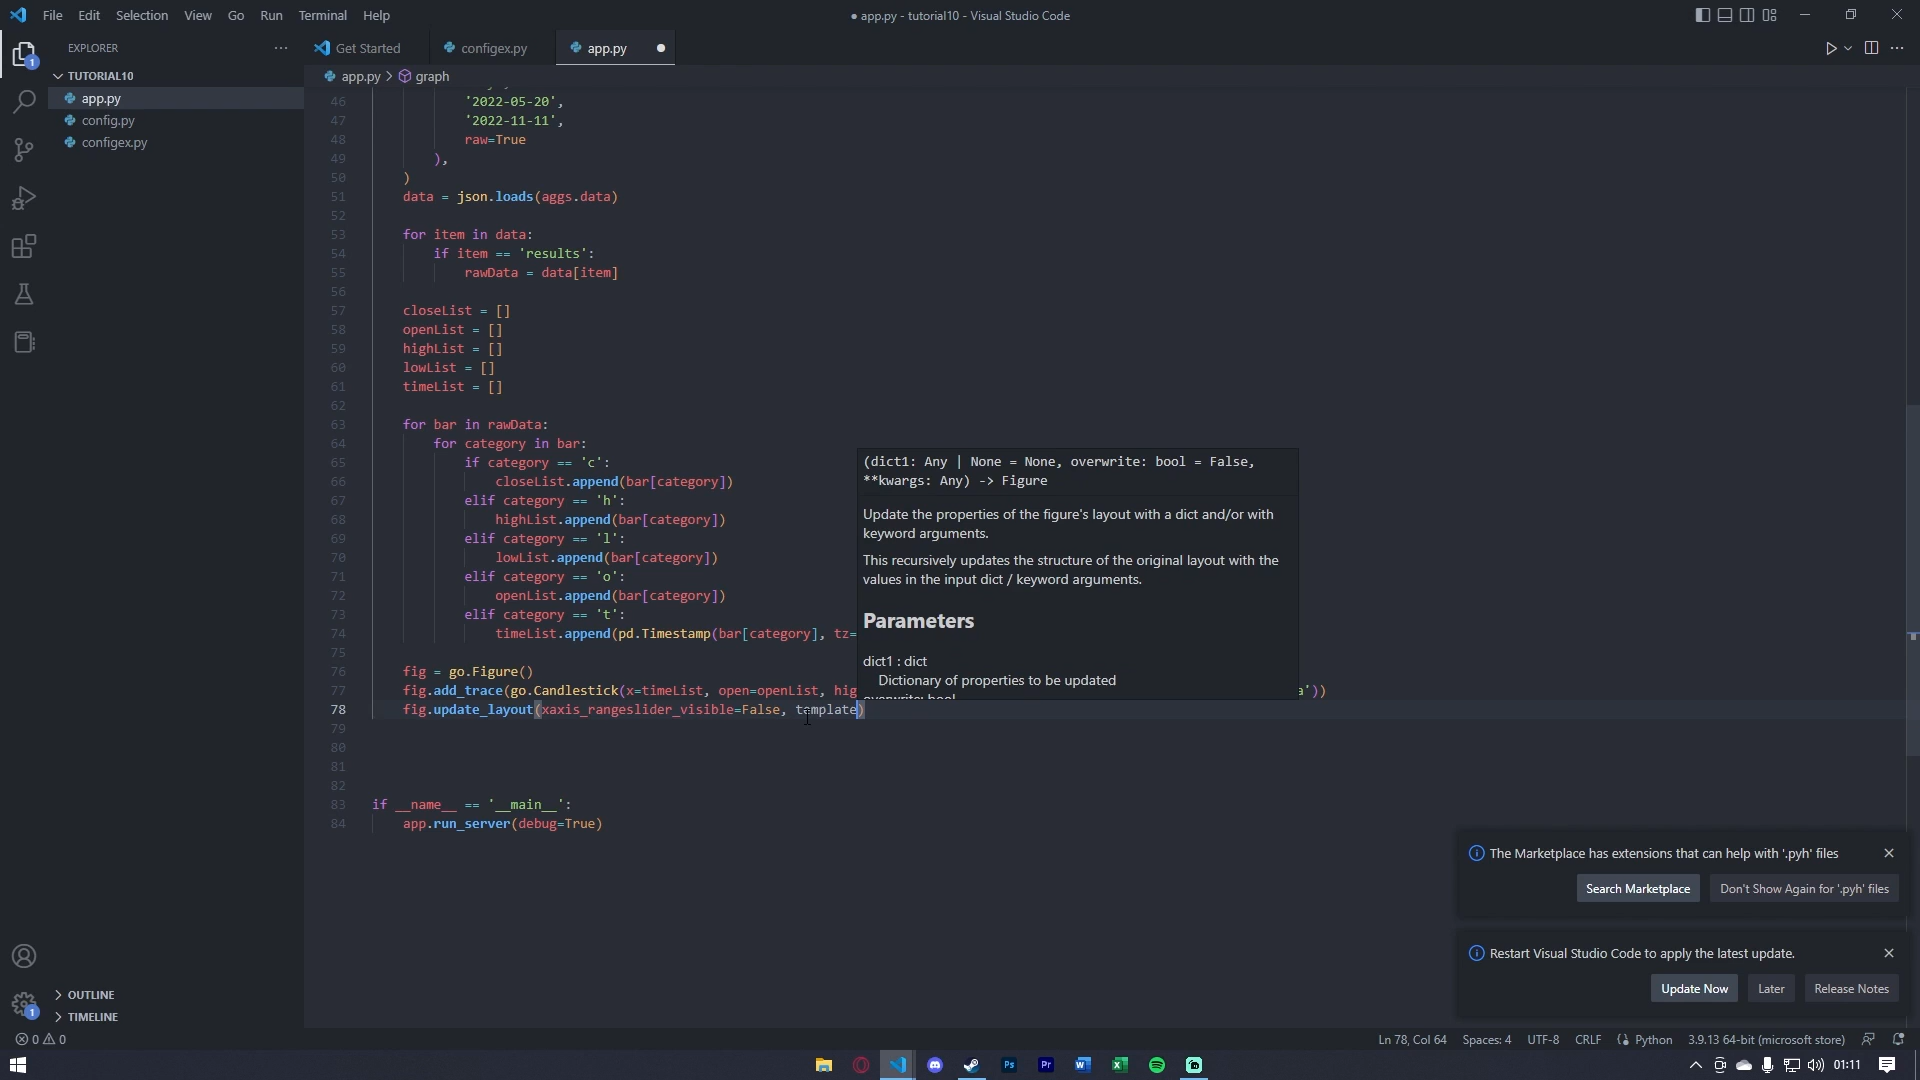 File Edit Selection View Go Run Terminal Help
● app.py - tutorial10 - Visual Studio Code
EXPLORER
TUTORIAL10
app.py
config.py
configex.py
OUTLINE
TIMELINE
Get Started
configex.py
app.py
app.py > graph
46 '2022-05-20',
47 '2022-11-11',
48 raw=True
49 ),
50 )
51 data = json.loads(aggs.data)
52
53 for item in data:
54 if item == 'results':
55 rawData = data[item]
56
57 closeList = []
58 openList = []
59 highList = []
60 lowList = []
61 timeList = []
62
63 for bar in rawData:
64 for category in bar:
65 if category == 'c':
66 closeList.append(bar[category])
67 elif category == 'h':
68 highList.append(bar[category])
69 elif category == 'l':
70 lowList.append(bar[category])
71 elif category == 'o':
72 openList.append(bar[category])
73 elif category == 't':
74 timeList.append(pd.Timestamp(bar[category], tz=
75
76 fig = go.Figure()
77 fig.add_trace(go.Candlestick(x=timeList, open=openList, hig a'))
78 fig.update_layout(xaxis_rangeslider_visible=False, template)
79
80
81
82
83 if __name__ == '__main__':
84 app.run_server(debug=True)
(dict1: Any | None = None, overwrite: bool = False,
**kwargs: Any) -> Figure
Update the properties of the figure's layout with a dict and/or with
keyword arguments.
This recursively updates the structure of the original layout with the
values in the input dict / keyword arguments.
Parameters
dict1 : dict
Dictionary of properties to be updated
overwrite: bool
The Marketplace has extensions that can help with '.pyh' files
Search Marketplace
Don't Show Again for '.pyh' files
Restart Visual Studio Code to apply the latest update.
Update Now
Later
Release Notes
0 0
Ln 78, Col 64
Spaces: 4
UTF-8
CRLF
Python
3.9.13 64-bit (microsoft store)
01:11